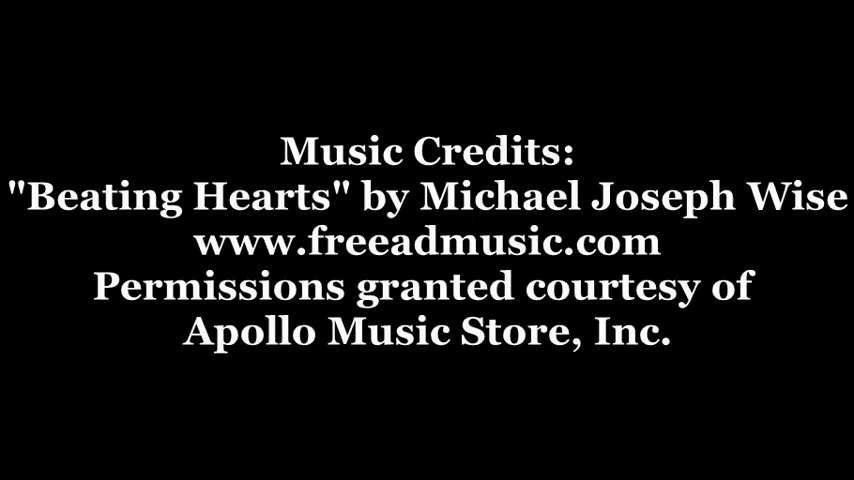 Music Credits:
"Beating Hearts" by Michael Joseph Wise
www.freeadmusic.com
Permissions granted courtesy of
Apollo Music Store, Inc.